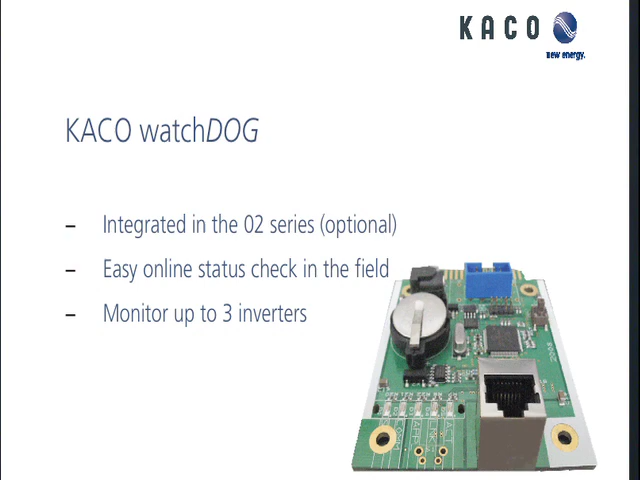 KACO
new energy.
KACO watchDOG
– Integrated in the 02 series (optional)
– Easy online status check in the field
– Monitor up to 3 inverters
2008